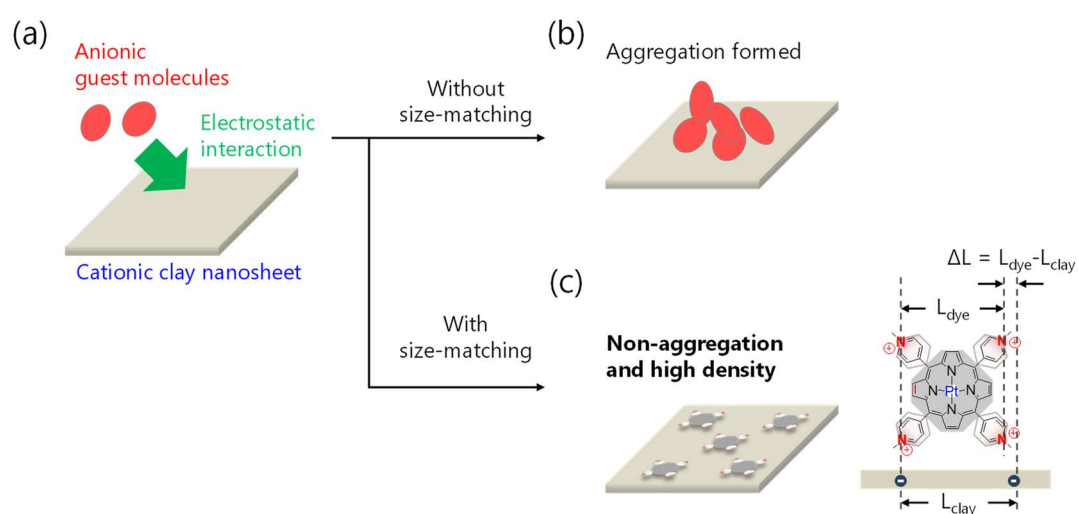 (a)
Anionic
guest molecules
Electrostatic
interaction
Cationic clay nanosheet
Without
size-matching
With
size-matching
(b)
Aggregation formed
(c)
Non-aggregation
and high density
ΔL = Ldye-Lclay
Ldye
N
+
N
+
N
N
Pt
N
N
N
+
N
+
-
-
Lclay